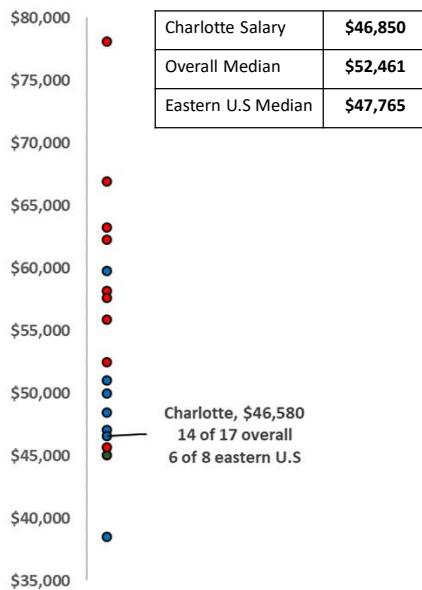 $80,000
$75,000
$70,000
$65,000
$60,000
$55,000
$50,000
$45,000
$40,000
$35,000
Charlotte Salary $46,850
Overall Median $52,461
Eastern U.S Median $47,765
Charlotte, $46,580
14 of 17 overall
6 of 8 eastern U.S